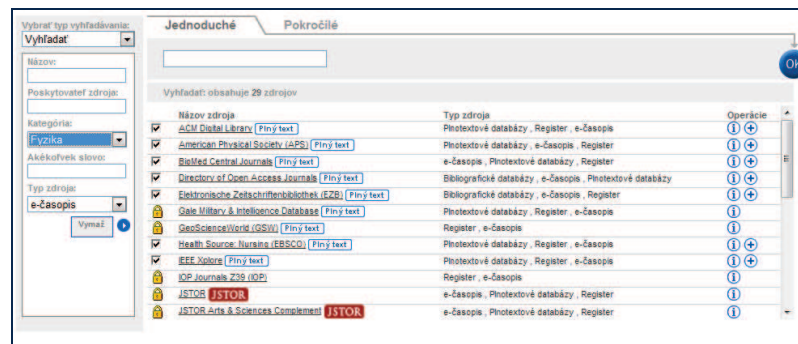 Vybrať typ vyhľadávania:
Vyhľadať
Názov:
Poskytovateľ zdroja:
Kategória:
Fyzika
Akékoľvek slovo:
Typ zdroja:
e-časopis
Vymaž
Jednoduché Pokročilé
OK
Vyhľadať: obsahuje 29 zdrojov
Názov zdroja Typ zdroja Operácie
ACM Digital Library Plný text Plnotextové databázy , Register , e-časopis
American Physical Society (APS) Plný text Plnotextové databázy , e-časopis , Register
BioMed Central Journals Plný text e-časopis , Plnotextové databázy , Register
Directory of Open Access Journals Plný text Bibliografické databázy , e-časopis , Plnotextové databázy
Elektronische Zeitschriftenbibliothek (EZB) Plný text Bibliografické databázy , e-časopis , Register
Gale Military & Intelligence Database Plný text Plnotextové databázy , Register , e-časopis
GeoScienceWorld (GSW) Plný text Register , e-časopis
Health Source: Nursing (EBSCO) Plný text Plnotextové databázy , Register , e-časopis
IEEE Xplore Plný text Plnotextové databázy , Register , e-časopis
IOP Journals Z39 (IOP) Register , e-časopis
JSTOR JSTOR e-časopis , Plnotextové databázy , Register
JSTOR Arts & Sciences Complement JSTOR e-časopis , Plnotextové databázy , Register